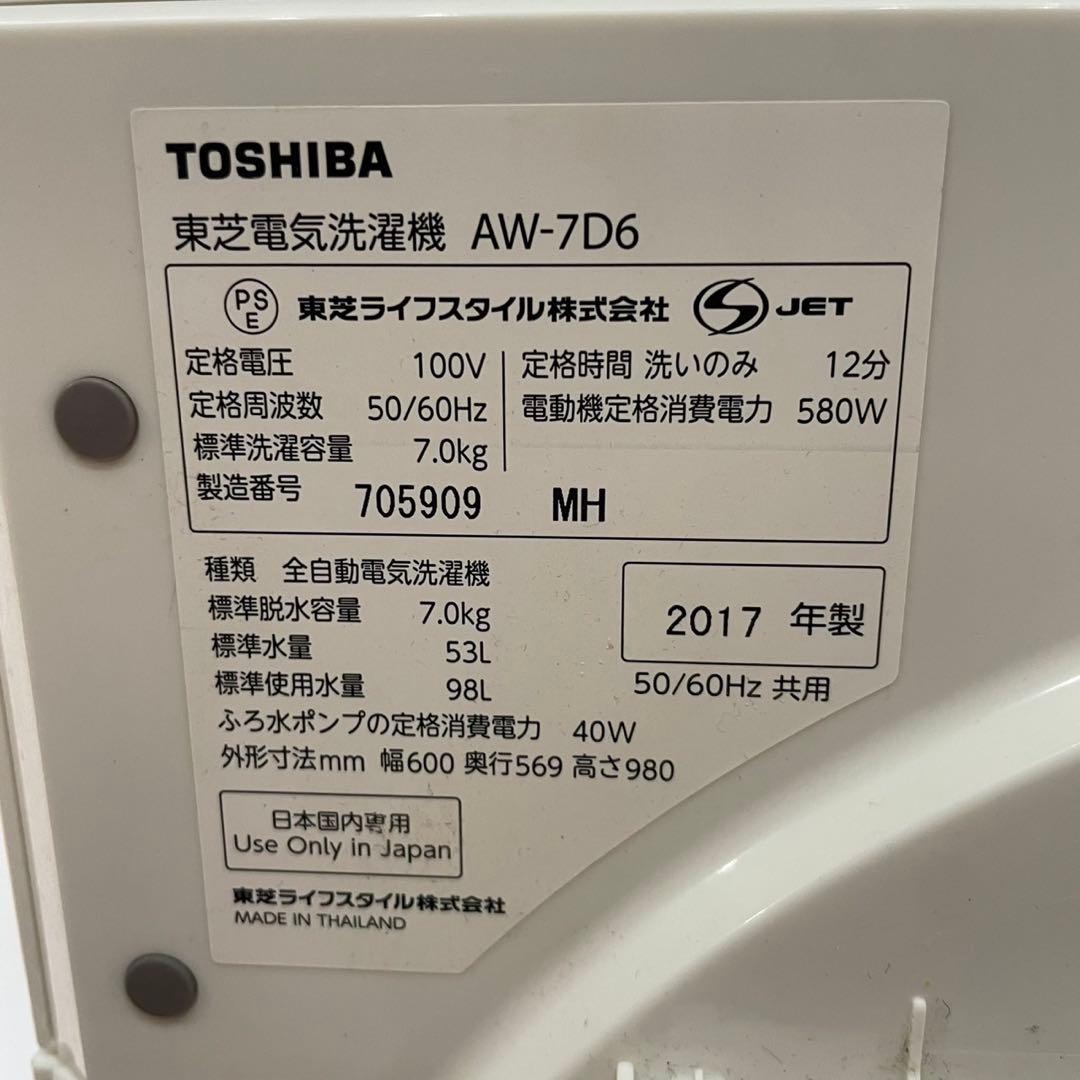 TOSHIBA
東芝電気洗濯機 AW-7D6
PSE 東芝ライフスタイル株式会社 S JET
定格電圧 100V
定格周波数 50/60Hz
標準洗濯容量 7.0kg
定格時間 洗いのみ 12分
電動機定格消費電力 580W
製造番号 705909 MH
種類 全自動電気洗濯機
標準脱水容量 7.0kg
標準水量 53L
標準使用水量 98L
2017 年製
50/60Hz 共用
ふろ水ポンプの定格消費電力 40W
外形寸法mm 幅600 奥行569 高さ980
日本国内専用
Use Only in Japan
東芝ライフスタイル株式会社
MADE IN THAILAND